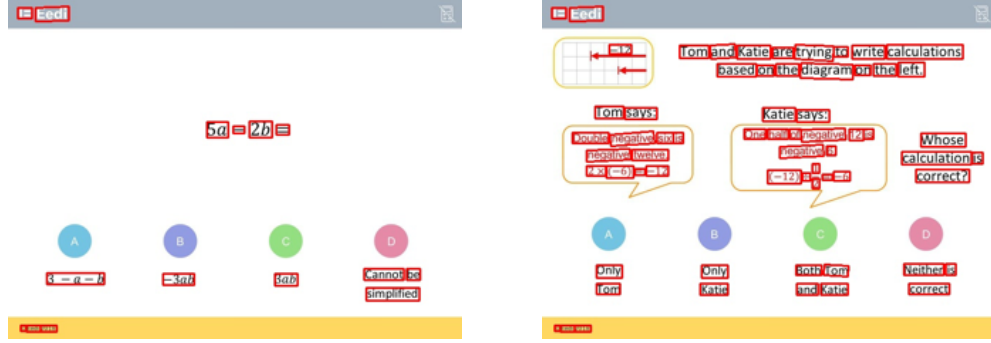 Eedi
5a − 2b =
A
B
C
D
3 − a − b
−3ab
3ab
Cannot be
simplified
Eedi
−12
Tom and Katie are trying to write calculations
based on the diagram on the left.
Tom says:
Double negative six is
negative twelve.
2 × (−6) = −12
Katie says:
One half of negative 12 is
negative 6.
(−12) = −6
Whose
calculation is
correct?
A
B
C
D
Only
Tom
Only
Katie
Both Tom
and Katie
Neither is
correct